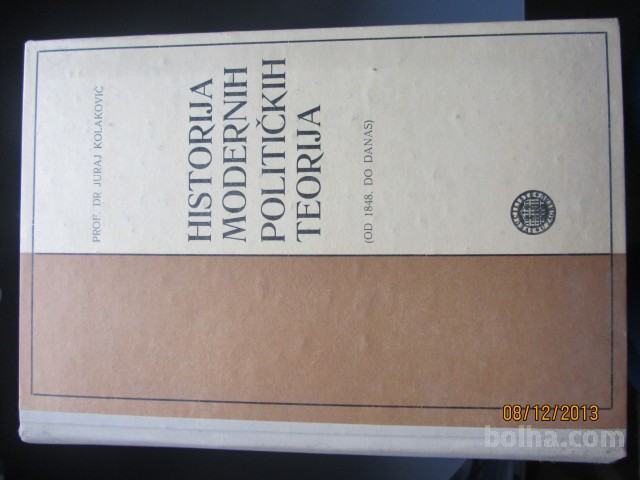 PROF. DR JURAJ KOLAKOVIĆ
HISTORIJA
MODERNIH
POLITIČKIH
TEORIJA
(OD 1848. DO DANAS)
08/12/2013
bolha.com